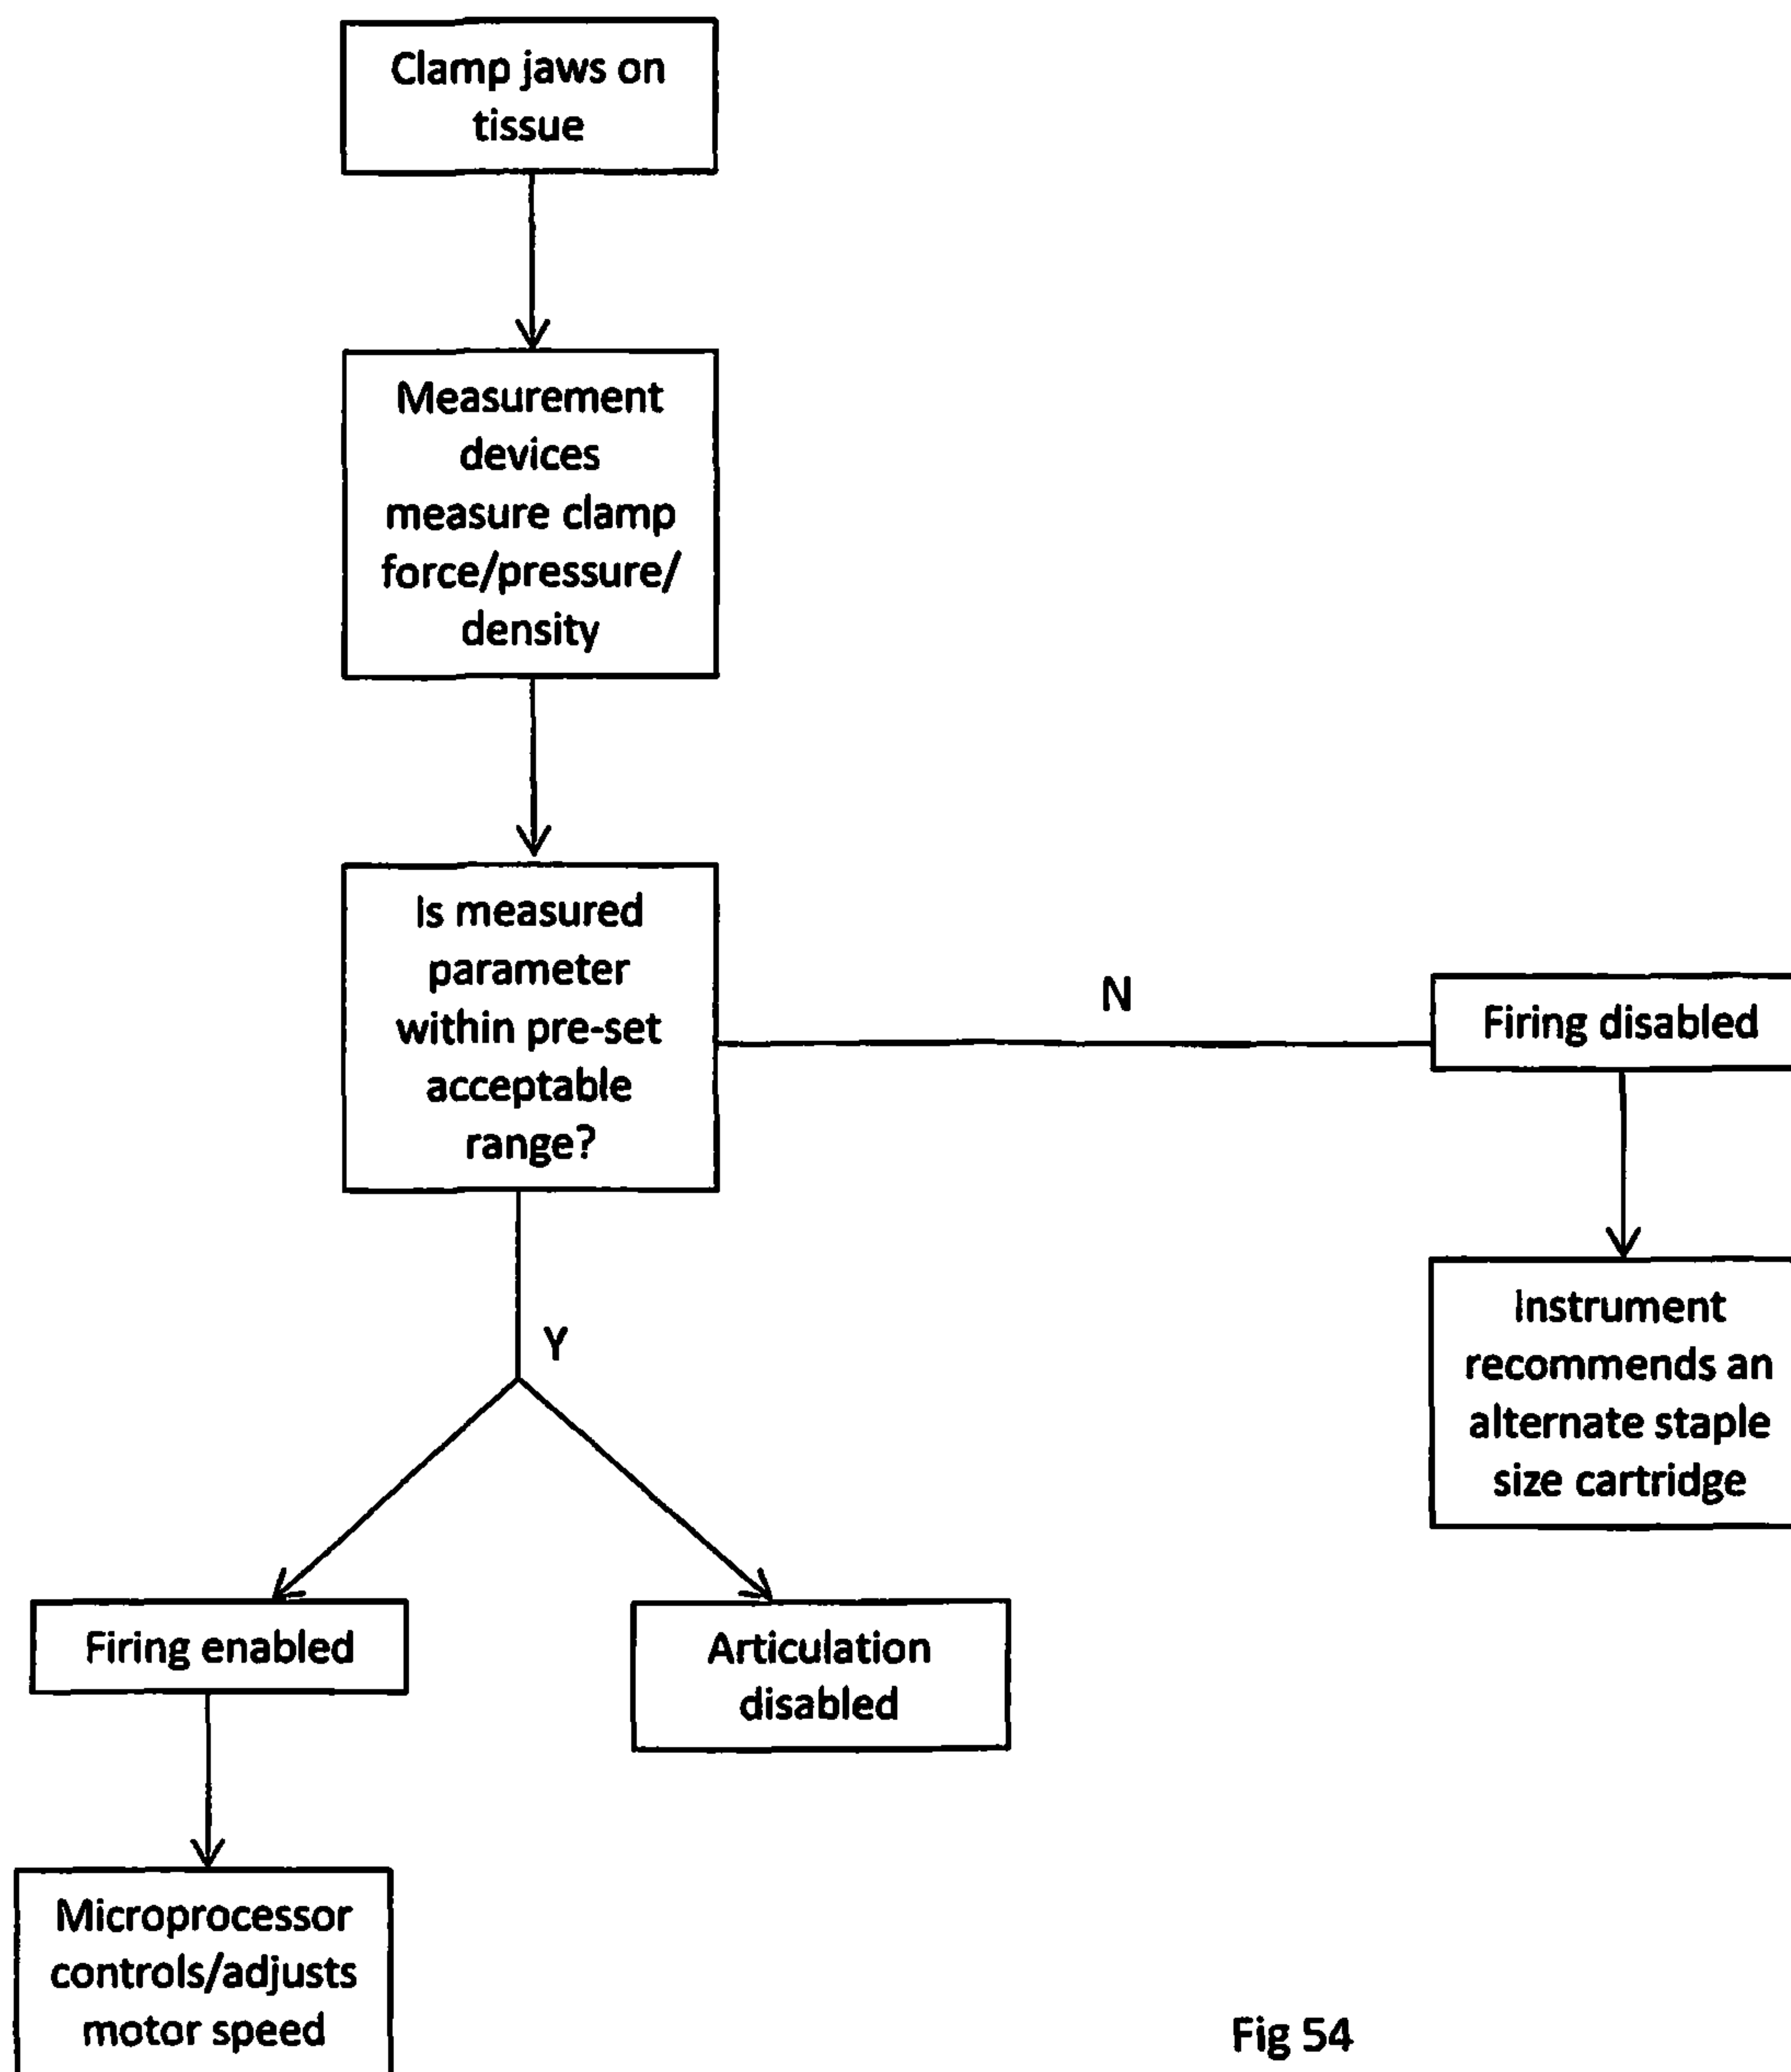 Clamp jaws on
tissue
Measurement
devices
measure clamp
force/pressure/
density
Is measured
parameter
within pre-set
acceptable
range?
N
Firing disabled
Instrument
recommends an
alternate staple
size cartridge
Y
Firing enabled
Articulation
disabled
Microprocessor
controls/adjusts
motor speed
Fig 54